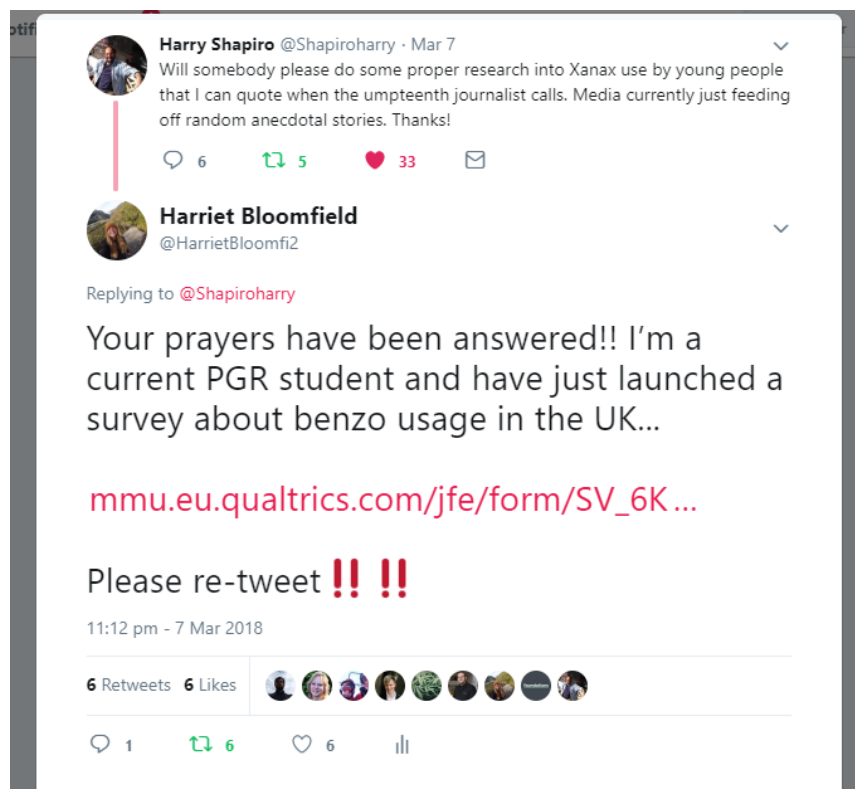 Harry Shapiro @Shapiroharry · Mar 7
Will somebody please do some proper research into Xanax use by young people
that I can quote when the umpteenth journalist calls. Media currently just feeding
off random anecdotal stories. Thanks!
6 5 33
Harriet Bloomfield
@HarrietBloomfi2
Replying to @Shapiroharry
Your prayers have been answered!! I’m a
current PGR student and have just launched a
survey about benzo usage in the UK...
mmu.eu.qualtrics.com/jfe/form/SV_6K...
Please re-tweet‼️ ‼️
11:12 pm - 7 Mar 2018
6 Retweets 6 Likes
1 6 6